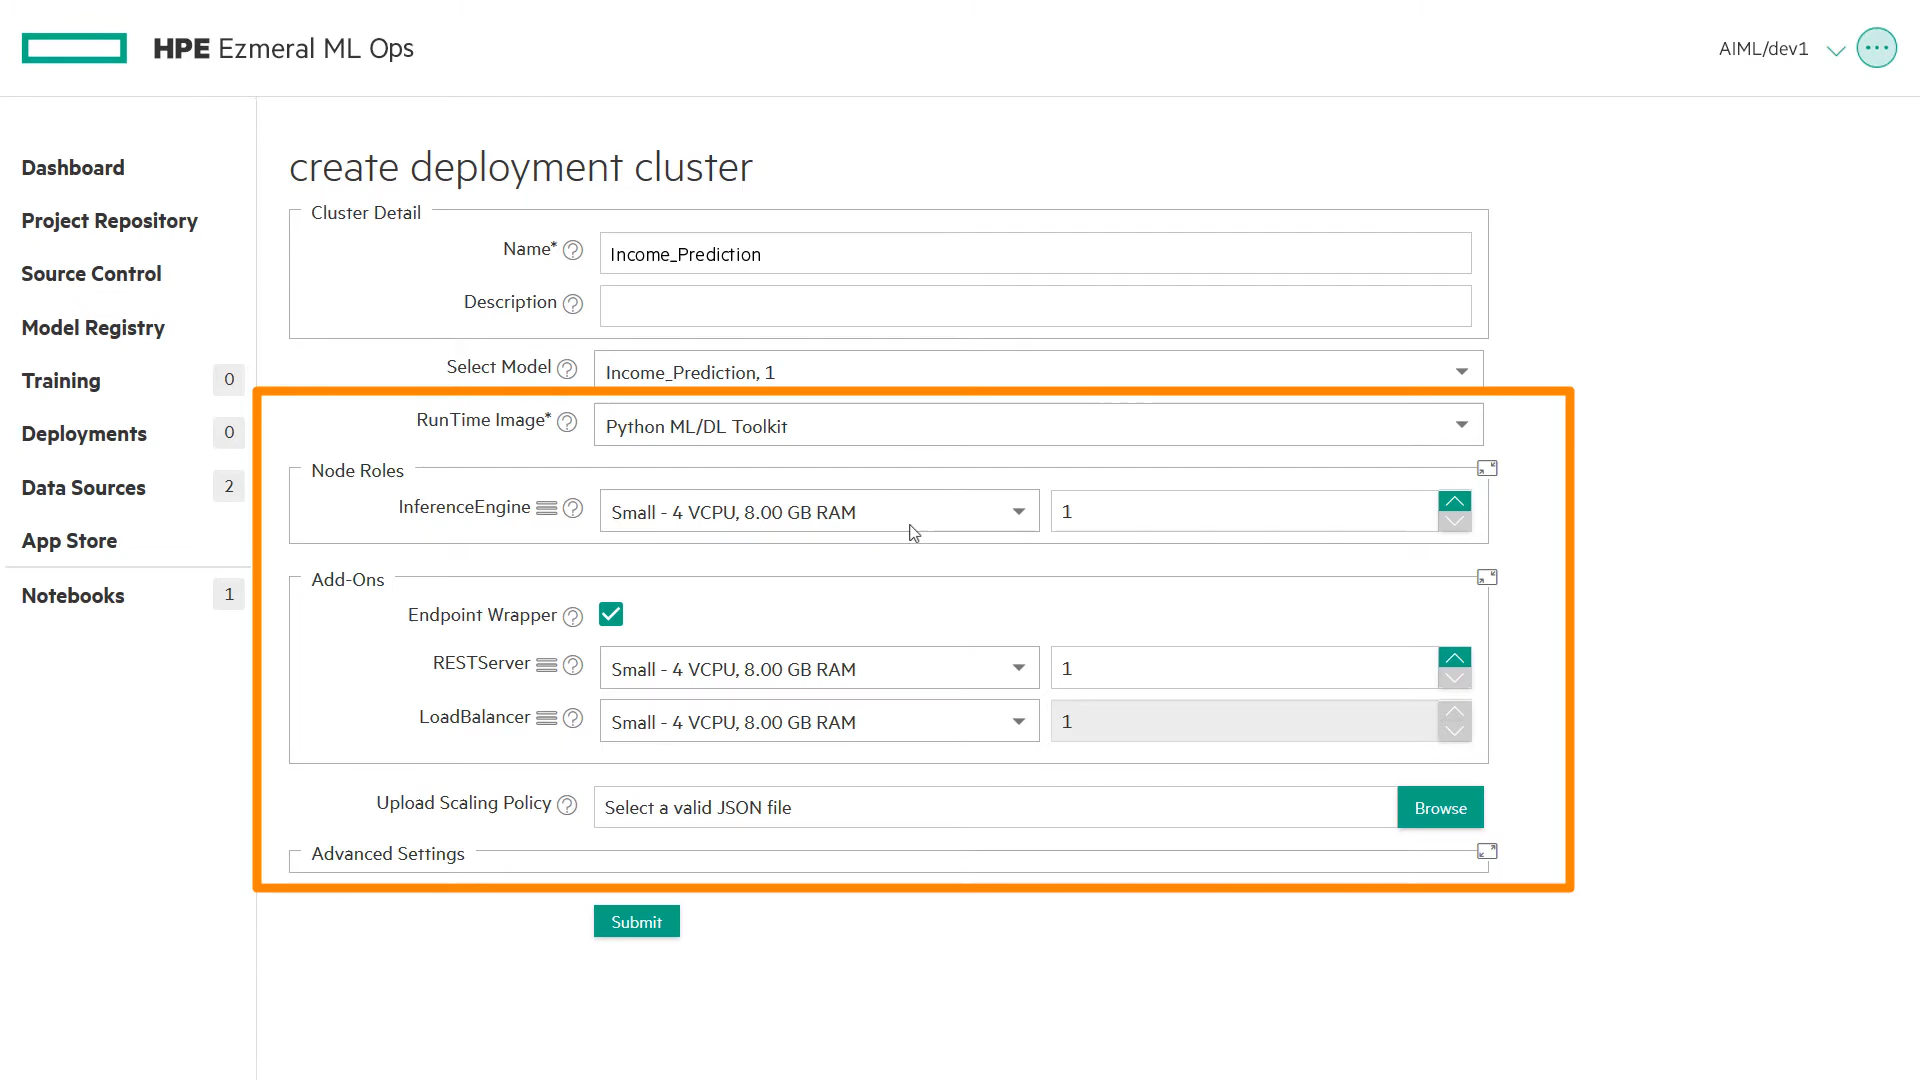 HPE Ezmeral ML Ops
AIML/dev1
Dashboard
Project Repository
Source Control
Model Registry
Training 0
Deployments 0
Data Sources 2
App Store
Notebooks 1
create deployment cluster
Cluster Detail
Name* Income_Prediction
Description
Select Model Income_Prediction, 1
RunTime Image* Python ML/DL Toolkit
Node Roles
InferenceEngine Small - 4 VCPU, 8.00 GB RAM 1
Add-Ons
Endpoint Wrapper
RESTServer Small - 4 VCPU, 8.00 GB RAM 1
LoadBalancer Small - 4 VCPU, 8.00 GB RAM 1
Upload Scaling Policy Select a valid JSON file Browse
Advanced Settings
Submit